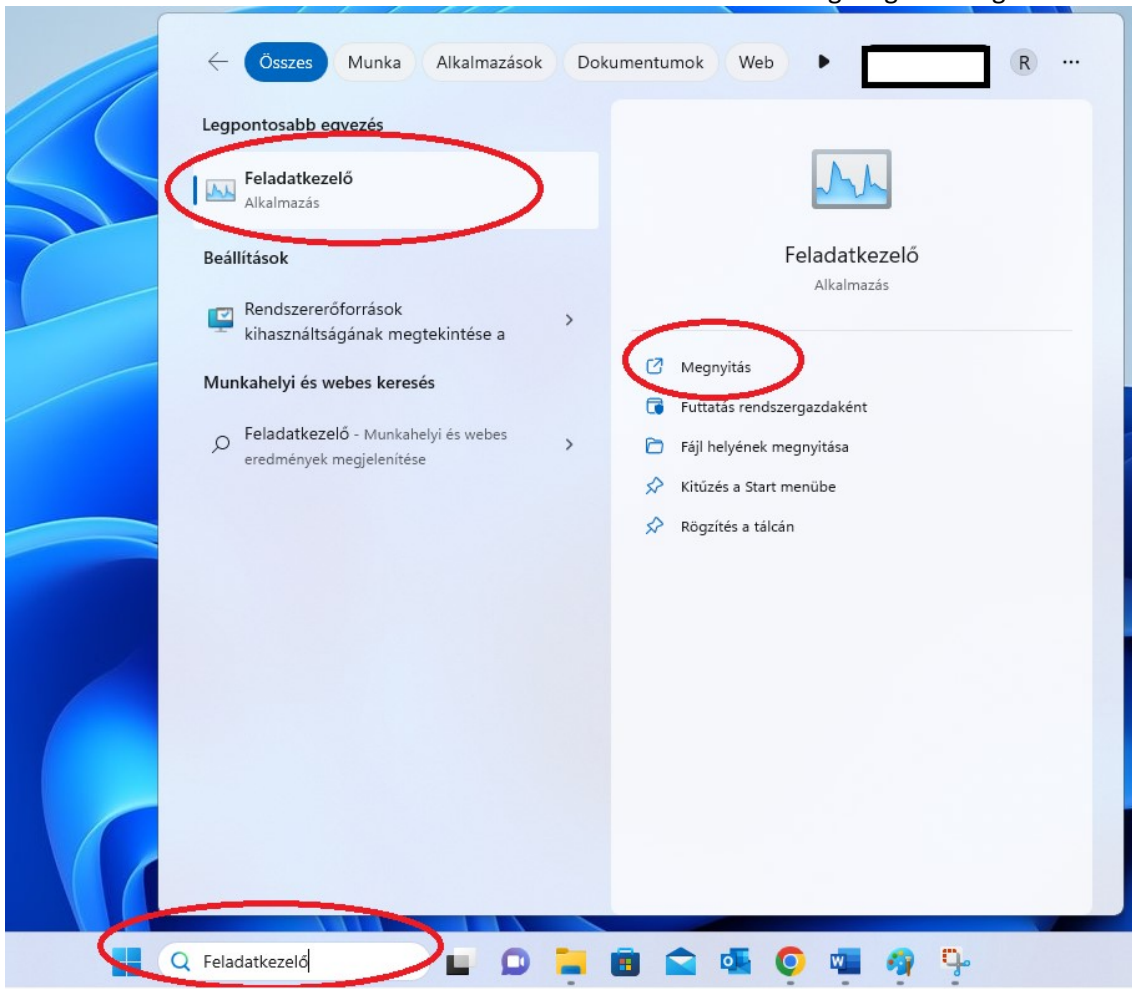 Összes Munka Alkalmazások Dokumentumok Web R
Legpontosabb egyezés
Feladatkezelő
Alkalmazás
Beállítások
Rendszererőforrások
kihasználtságának megtekintése a
Munkahelyi és webes keresés
Feladatkezelő - Munkahelyi és webes
eredmények megjelenítése
Feladatkezelő
Alkalmazás
Megnyitás
Futtatás rendszergazdaként
Fájl helyének megnyitása
Kitűzés a Start menübe
Rögzítés a tálcán
Feladatkezelő